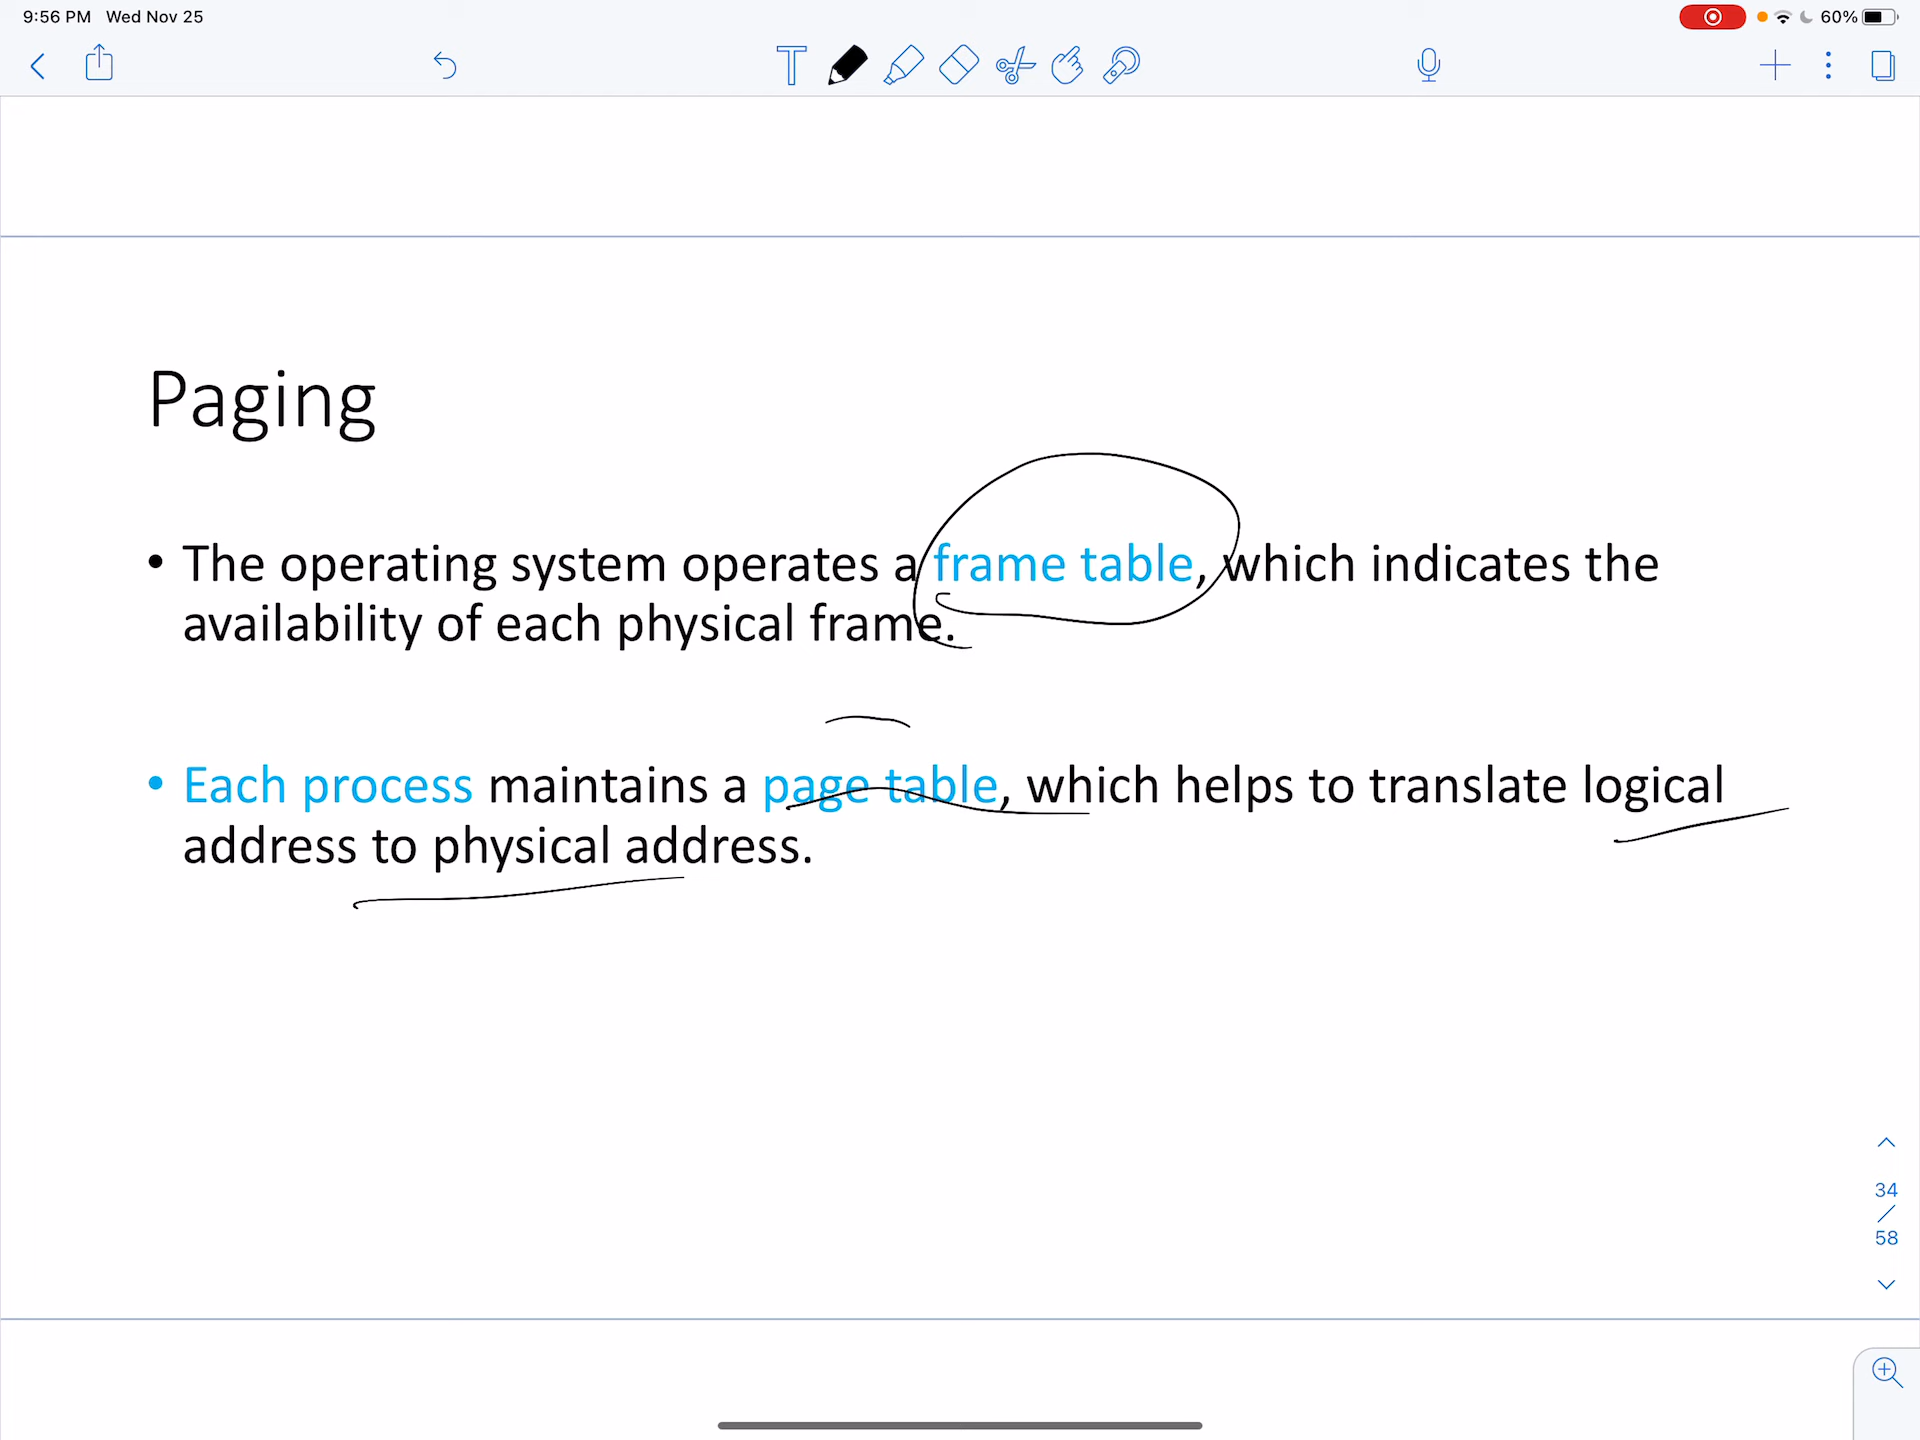 9:56 PM Wed Nov 25
60%
T
Paging
• The operating system operates a frame table, which indicates the
availability of each physical frame.
• Each process maintains a page table, which helps to translate logical
address to physical address.
34
/
58